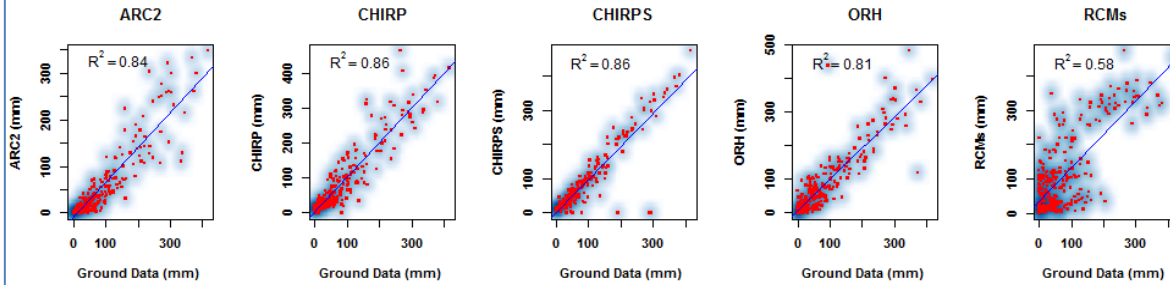 ARC2
R² = 0.84
ARC2 (mm)
0
100
200
300
0
100
300
Ground Data (mm)
CHIRP
R² = 0.86
CHIRP (mm)
0
100
200
300
400
0
100
300
Ground Data (mm)
CHIRPS
R² = 0.86
CHIRPS (mm)
0
100
300
0
100
300
Ground Data (mm)
ORH
R² = 0.81
ORH (mm)
0
100
300
500
0
100
300
Ground Data (mm)
RCMs
R² = 0.58
RCMs (mm)
0
100
300
0
100
300
Ground Data (mm)